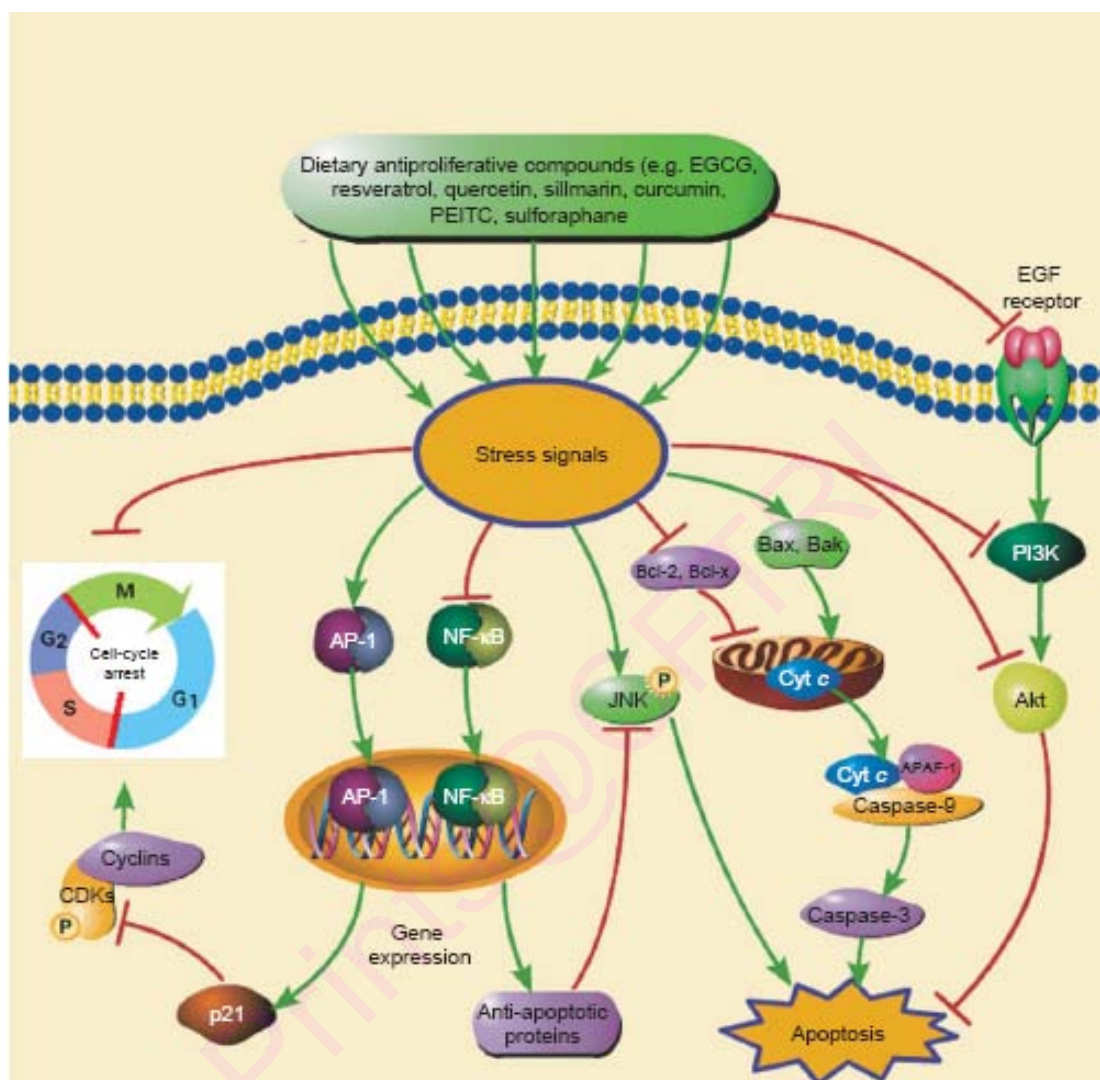 Dietary antiproliferative compounds (e.g. EGCG,
resveratrol, quercetin, sillmarin, curcumin,
PEITC, sulforaphane
EGF
receptor
Stress signals
Bax, Bak
PI3K
Bcl-2, Bcl-x
M
G2
Cell-cycle
arrest
S
G1
AP-1
NF-κB
P
JNK
Cyt c
Akt
AP-1
NF-κB
Cyt c
APAF-1
Caspase-9
Cyclins
CDKs
P
Caspase-3
Gene
expression
p21
Anti-apoptotic
proteins
Apoptosis